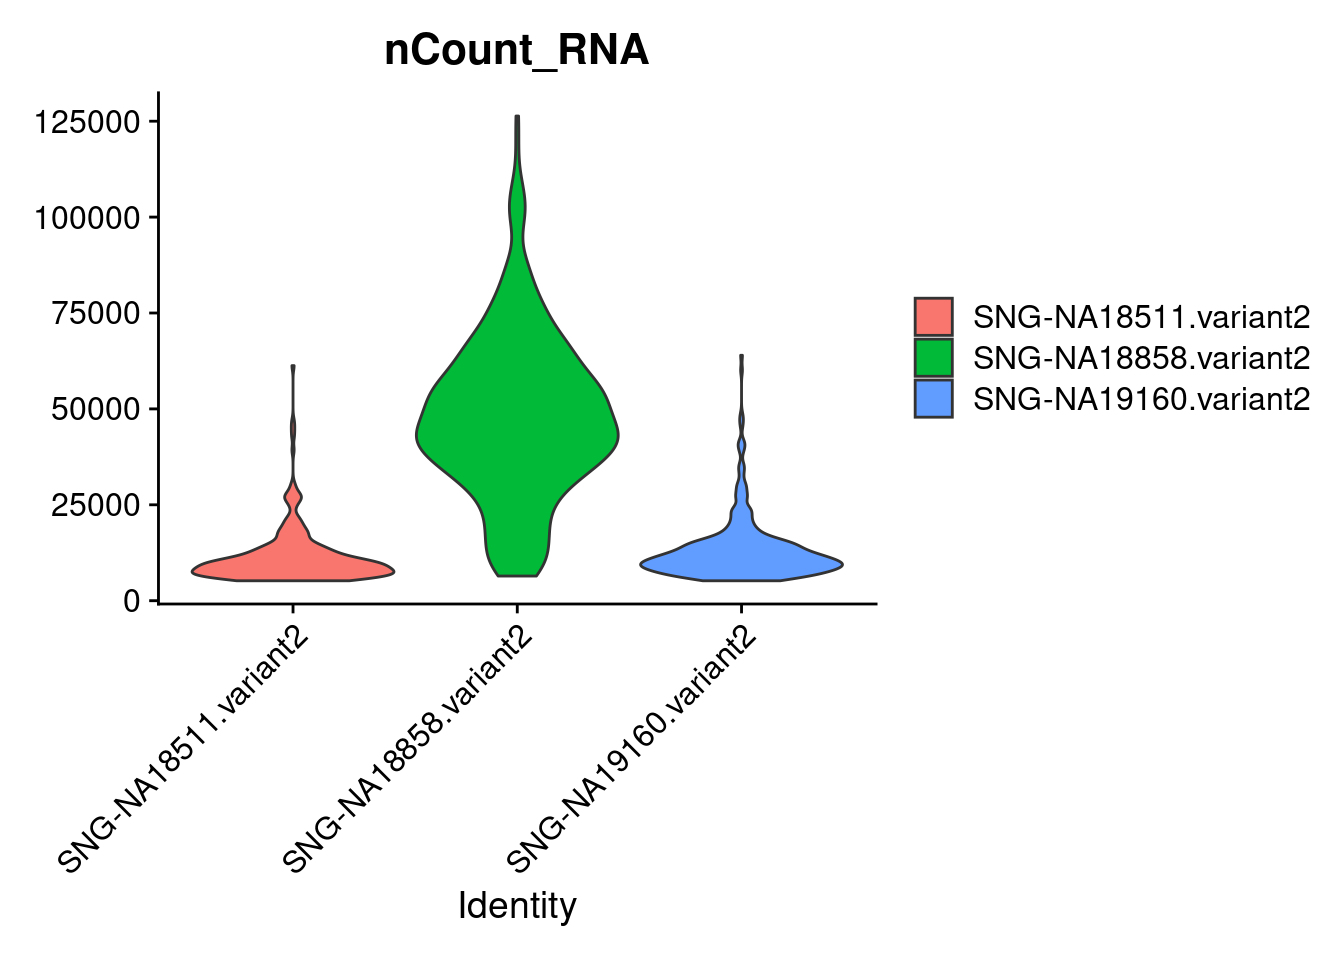 nCount_RNA
125000
100000
75000
50000
25000
0
SNG-NA18511.variant2
SNG-NA18858.variant2
SNG-NA19160.variant2
Identity
SNG-NA18511.variant2
SNG-NA18858.variant2
SNG-NA19160.variant2